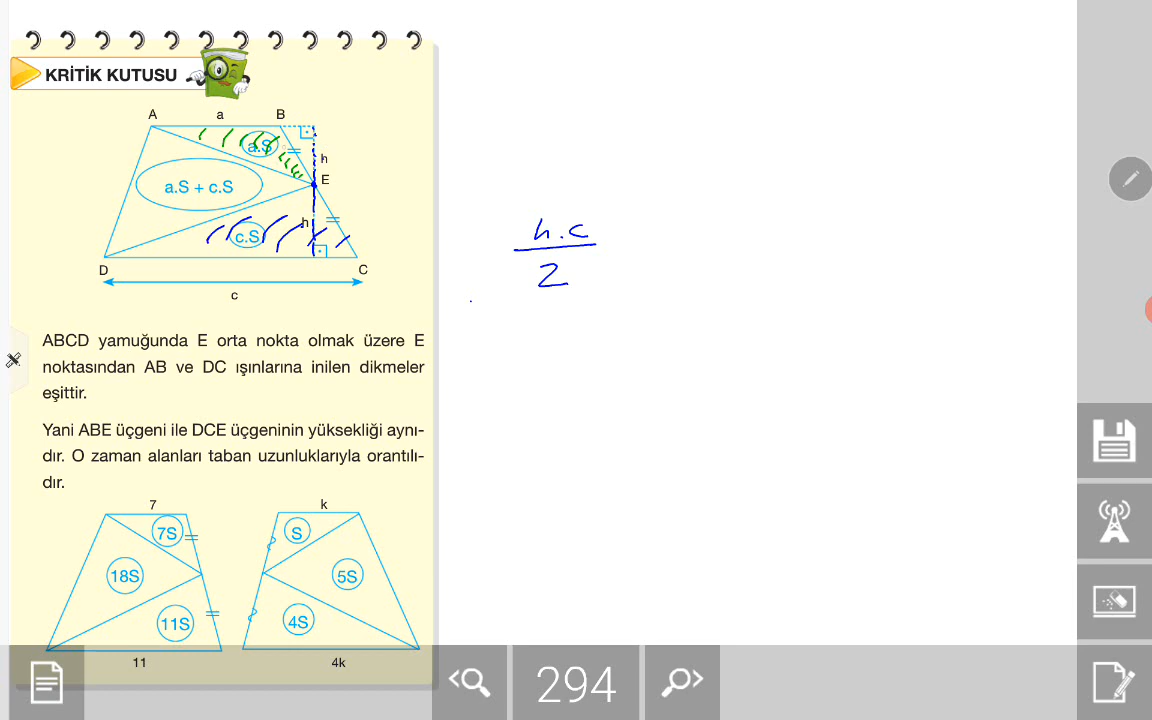 KRİTİK KUTUSU
A a B
a.S
h
E
a.S + c.S
h
c.S
D C
c
h.c
2
ABCD yamuğunda E orta nokta olmak üzere E
noktasından AB ve DC ışınlarına inilen dikmeler
eşittir.
Yani ABE üçgeni ile DCE üçgeninin yüksekliği aynı-
dır. O zaman alanları taban uzunluklarıyla orantılı-
dır.
7 k
7S S
18S 5S
11S 4S
11 4k
294